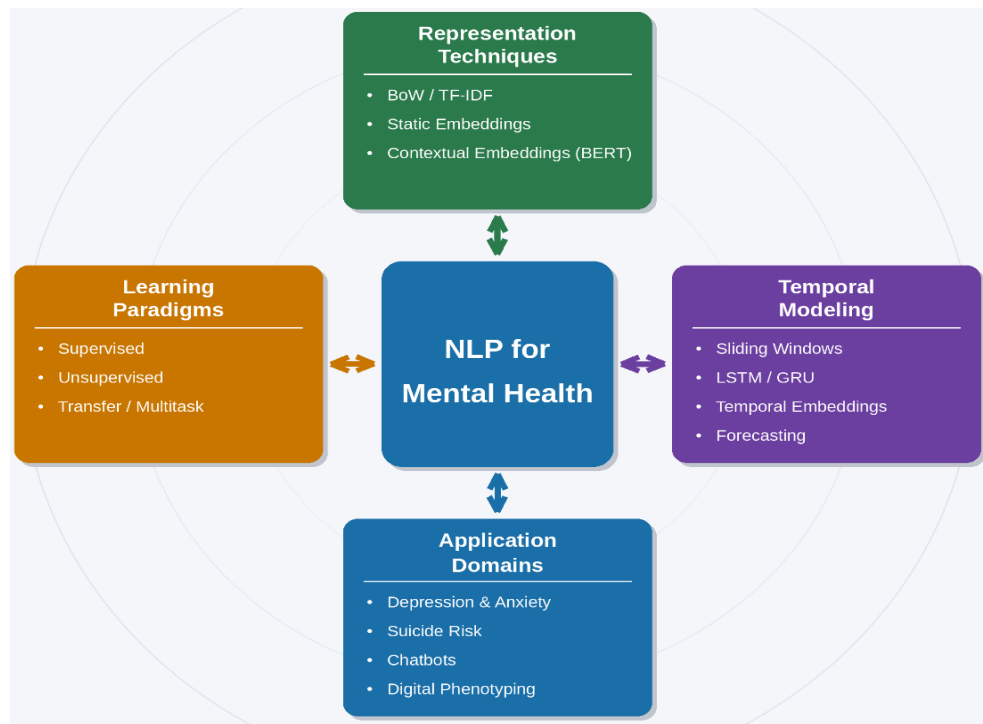 Representation
Techniques
• BoW / TF-IDF
• Static Embeddings
• Contextual Embeddings (BERT)
Learning
Paradigms
• Supervised
• Unsupervised
• Transfer / Multitask
NLP for
Mental Health
Temporal
Modeling
• Sliding Windows
• LSTM / GRU
• Temporal Embeddings
• Forecasting
Application
Domains
• Depression & Anxiety
• Suicide Risk
• Chatbots
• Digital Phenotyping